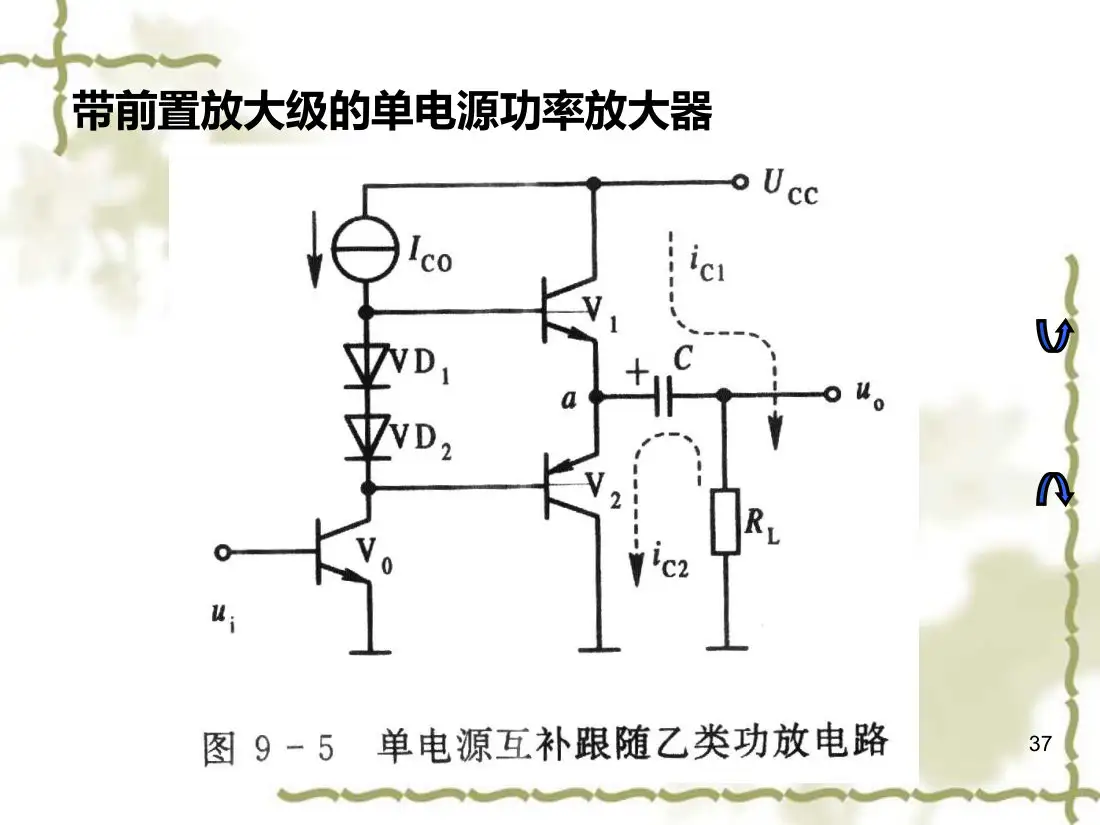 带前置放大级的单电源功率放大器
U_CC
I_CO
i_C1
V_1
VD_1
+ C
a
u_o
VD_2
V_2
R_L
V_0
i_C2
u_i
图 9-5 单电源互补跟随乙类功放电路
37